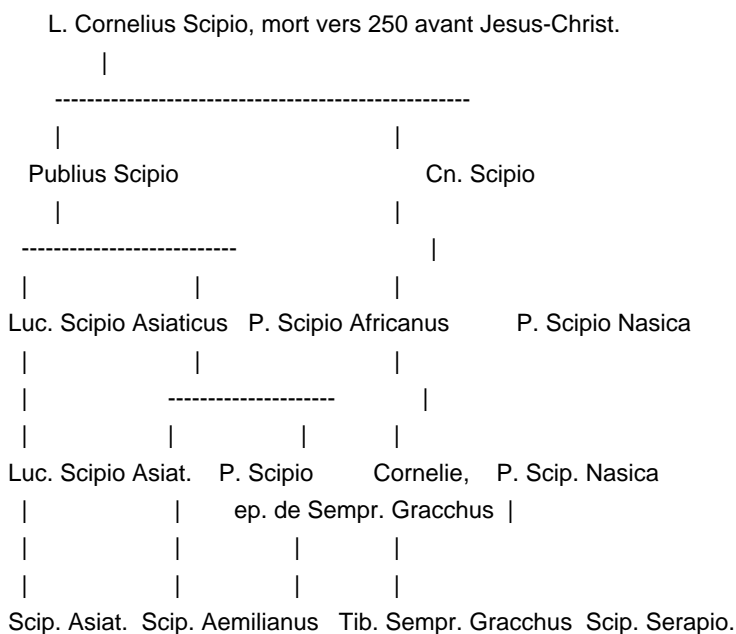 L. Cornelius Scipio, mort vers 250 avant Jesus-Christ.
Publius Scipio Cn. Scipio
Luc. Scipio Asiaticus P. Scipio Africanus P. Scipio Nasica
Luc. Scipio Asiat. P. Scipio Cornelie, P. Scip. Nasica
ep. de Sempr. Gracchus
Scip. Asiat. Scip. Aemilianus Tib. Sempr. Gracchus Scip. Serapio.